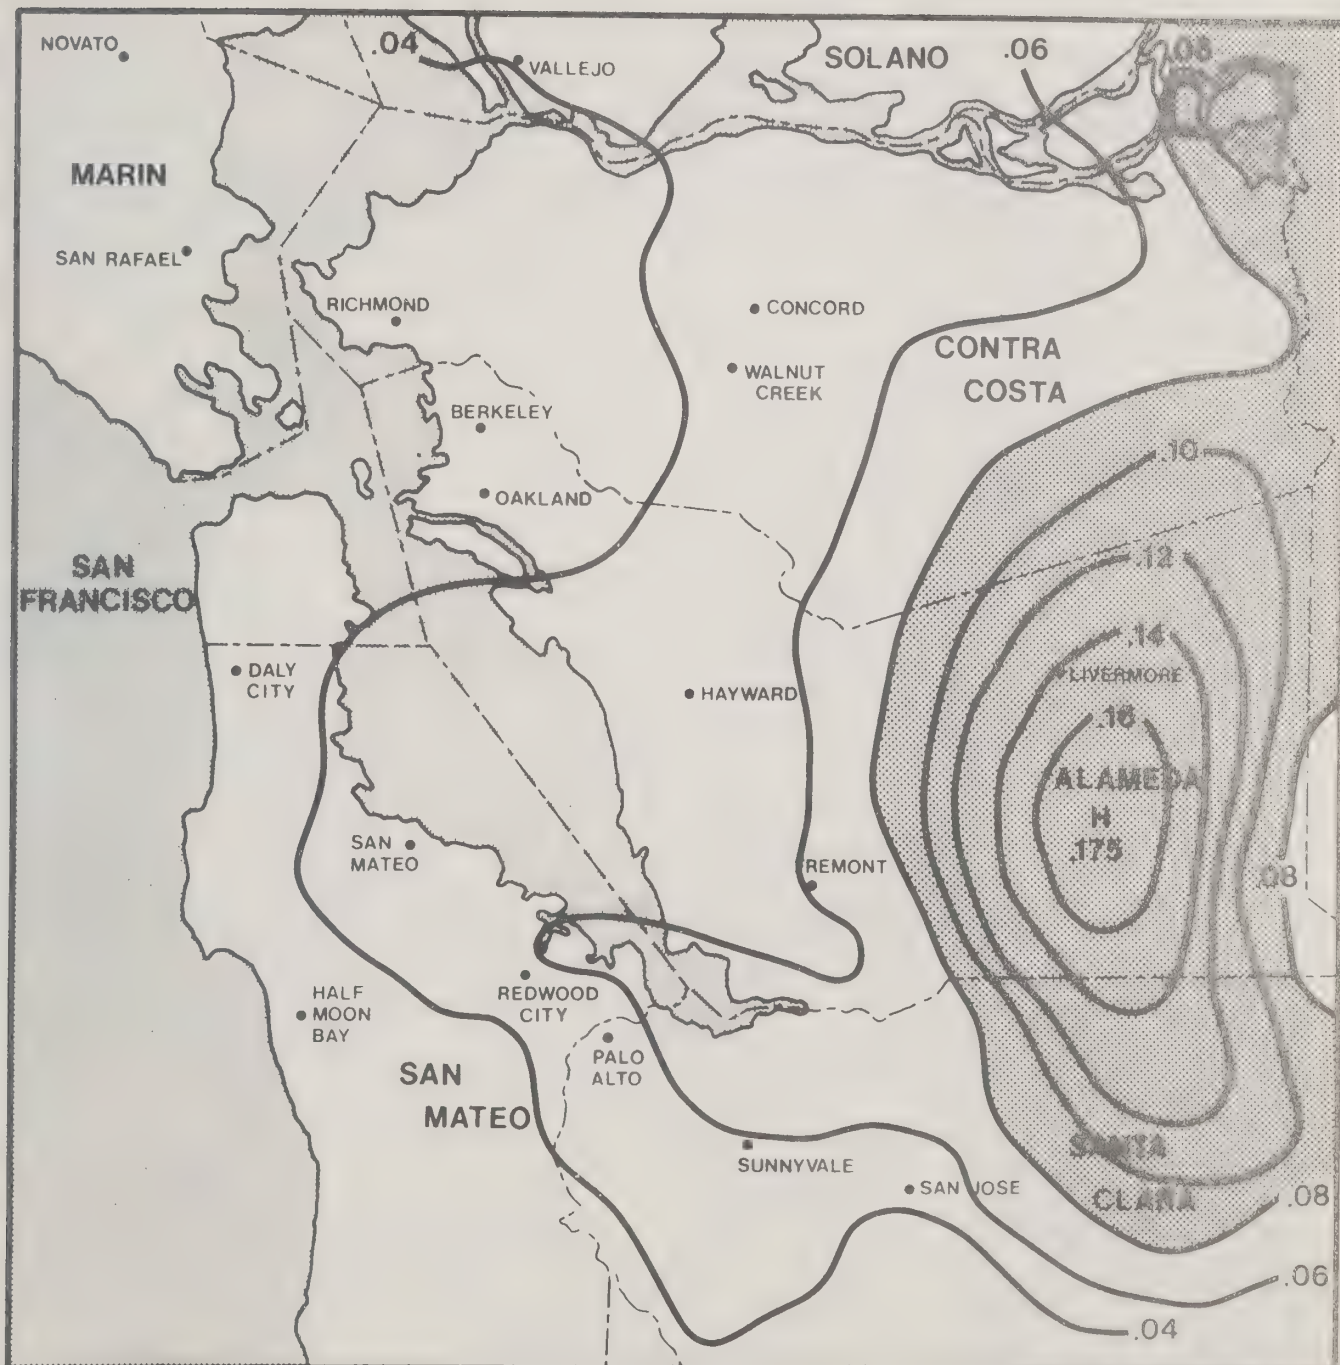 NOVATO
.04
VALLEJO
SOLANO
.06
.08
MARIN
SAN RAFAEL
RICHMOND
CONCORD
CONTRA
COSTA
WALNUT
CREEK
BERKELEY
.10
OAKLAND
SAN
FRANCISCO
.12
.14
DALY
CITY
LIVERMORE
HAYWARD
.16
ALAMEDA
H
.175
SAN
MATEO
REMONT
.08
REDWOOD
CITY
HALF
MOON
BAY
PALO
ALTO
SAN
MATEO
SANTA
CLARA
SUNNYVALE
SAN JOSE
.08
.06
.04